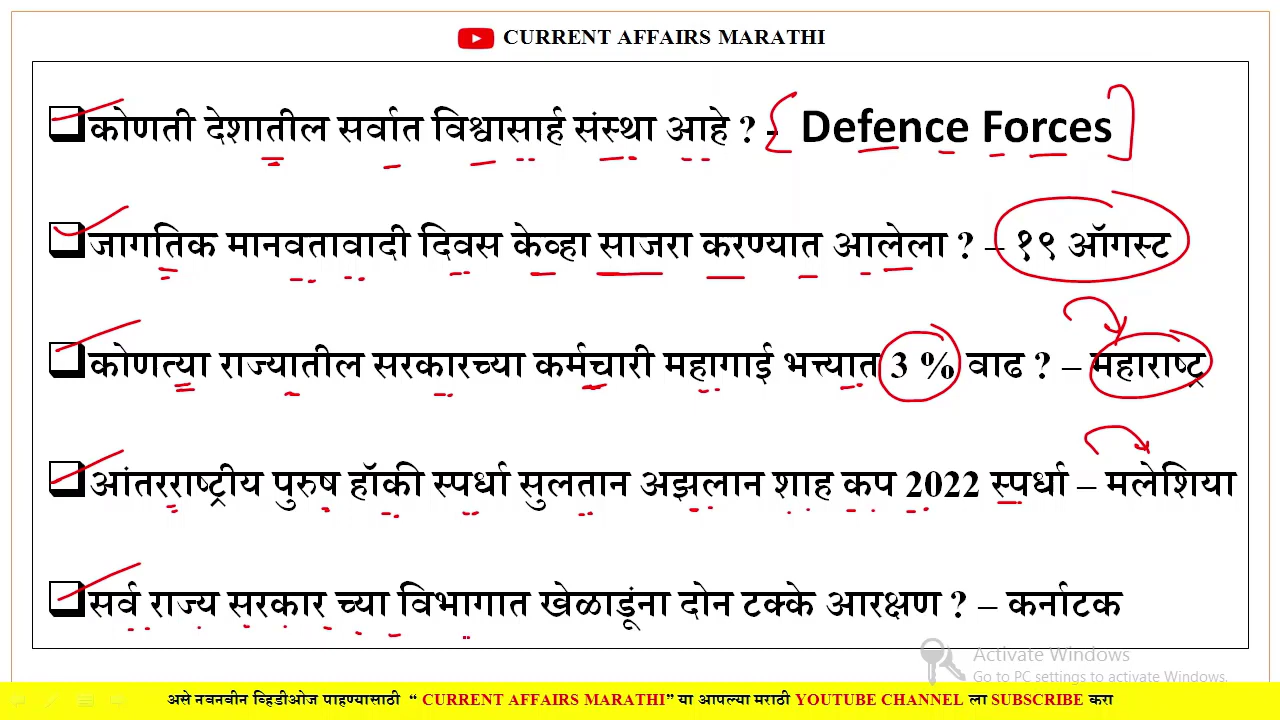 CURRENT AFFAIRS MARATHI
कोणती देशातील सर्वात विश्वासार्ह संस्था आहे ? - Defence Forces
जागतिक मानवतावादी दिवस केव्हा साजरा करण्यात आलेला ? – १९ ऑगस्ट
कोणत्या राज्यातील सरकारच्या कर्मचारी महागाई भत्त्यात 3 % वाढ ? – महाराष्ट्र
आंतरराष्ट्रीय पुरुष हॉकी स्पर्धा सुलतान अझलान शाह कप 2022 स्पर्धा – मलेशिया
सर्व राज्य सरकार च्या विभागात खेळाडूंना दोन टक्के आरक्षण ? – कर्नाटक
Activate Windows
Go to PC settings to activate Windows.
असे नवनवीन व्हिडीओज पाहण्यासाठी “ CURRENT AFFAIRS MARATHI” या आपल्या मराठी YOUTUBE CHANNEL ला SUBSCRIBE करा